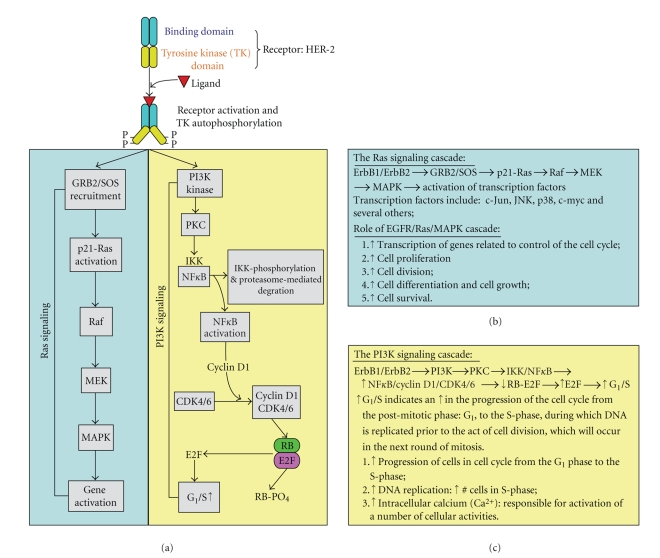 Binding domain
Tyrosine kinase (TK)
domain
Receptor: HER-2
Ligand
Receptor activation and
TK autophosphorylation
P
P
P
P
Ras signaling
GRB2/SOS
recruitment
p21-Ras
activation
Raf
MEK
MAPK
Gene
activation
PI3K signaling
PI3K
kinase
PKC
IKK
NFκB
IKK-phosphorylation
& proteasome-mediated
degration
NFκB
activation
Cyclin D1
CDK4/6
Cyclin D1
CDK4/6
RB
E2F
E2F
RB-PO₄
G₁/S↑
(a)
The Ras signaling cascade:
ErbB1/ErbB2 → GRB2/SOS → p21-Ras → Raf → MEK
→ MAPK → activation of transcription factors
Transcription factors include: c-Jun, JNK, p38, c-myc and
several others;
Role of EGFR/Ras/MAPK cascade:
1.↑ Transcription of genes related to control of the cell cycle;
2.↑ Cell proliferation
3.↑ Cell division;
4.↑ Cell differentiation and cell growth;
5.↑ Cell survival.
(b)
The PI3K signaling cascade:
ErbB1/ErbB2 → PI3K → PKC → IKK/NFκB →
↑ NFκB/cyclin D1/CDK4/6 → ↓RB-E2F → ↑E2F → ↑ G₁/S
↑ G₁/S indicates an ↑ in the progression of the cell cycle from
the post-mitotic phase: G₁, to the S-phase, during which DNA
is replicated prior to the act of cell division, which will occur
in the next round of mitosis.
1.↑ Progression of cells in cell cycle from the G₁ phase to the
S-phase;
2.↑ DNA replication: ↑ # cells in S-phase;
3.↑ Intracellular calcium (Ca²⁺): responsible for activation of
a number of cellular activities.
(c)